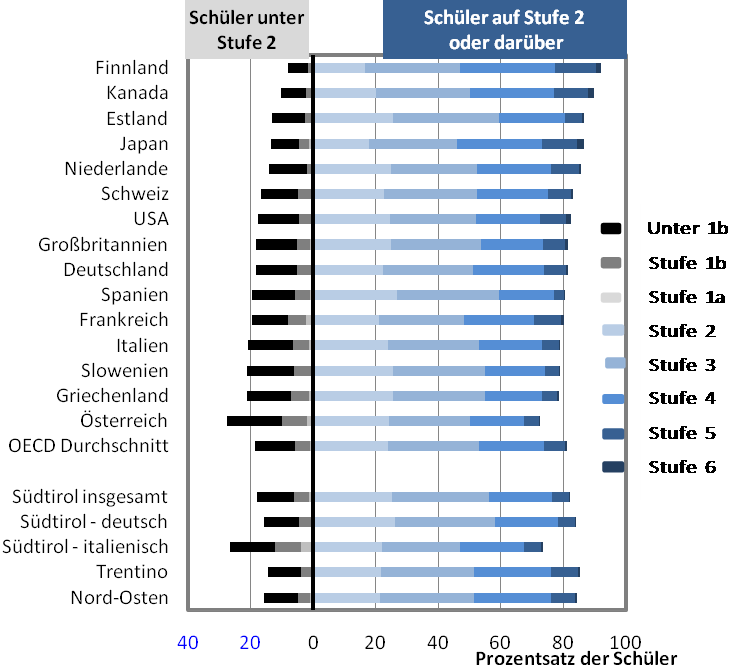 Schüler unter
Stufe 2
Schüler auf Stufe 2
oder darüber
Finnland
Kanada
Estland
Japan
Niederlande
Schweiz
USA
Großbritannien
Deutschland
Spanien
Frankreich
Italien
Slowenien
Griechenland
Österreich
OECD Durchschnitt
Südtirol insgesamt
Südtirol - deutsch
Südtirol - italienisch
Trentino
Nord-Osten
Unter 1b
Stufe 1b
Stufe 1a
Stufe 2
Stufe 3
Stufe 4
Stufe 5
Stufe 6
40 20 0 20 40 60 80 100
Prozentsatz der Schüler